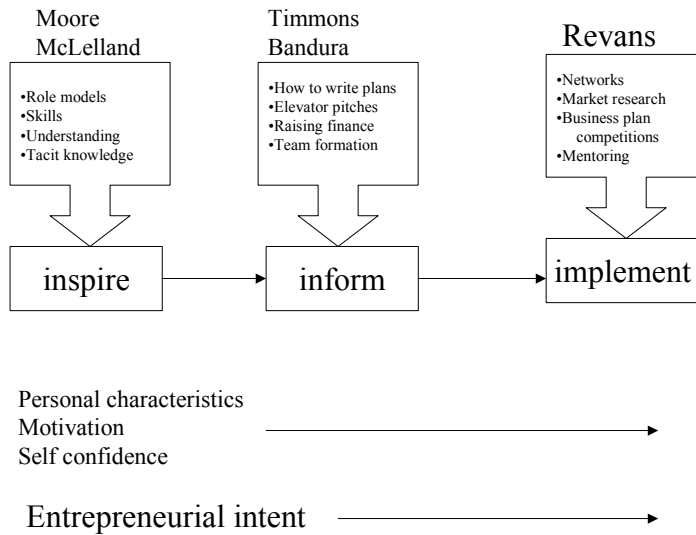 Moore
McLelland
•Role models
•Skills
•Understanding
•Tacit knowledge
inspire
Timmons
Bandura
•How to write plans
•Elevator pitches
•Raising finance
•Team formation
inform
Revans
•Networks
•Market research
•Business plan
competitions
•Mentoring
implement
Personal characteristics
Motivation
Self confidence
Entrepreneurial intent